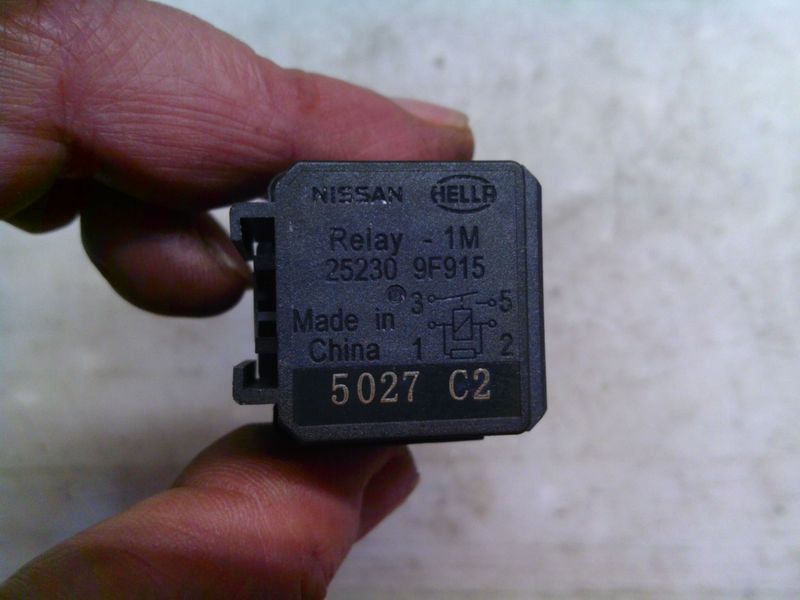 NISSAN HELLA
Relay - 1M
25230 9F915
3 5
Made in
China 1 2
5027 C2